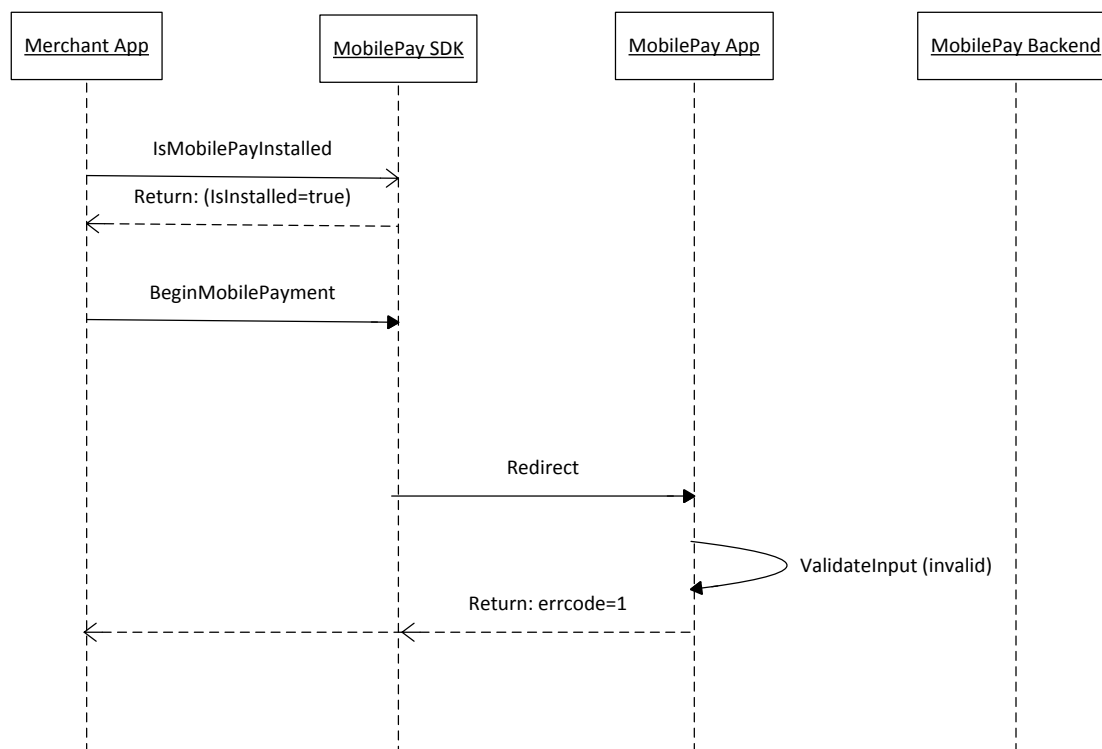 Merchant App
MobilePay SDK
MobilePay App
MobilePay Backend
IsMobilePayInstalled
Return: (IsInstalled=true)
BeginMobilePayment
Redirect
ValidateInput (invalid)
Return: errcode=1